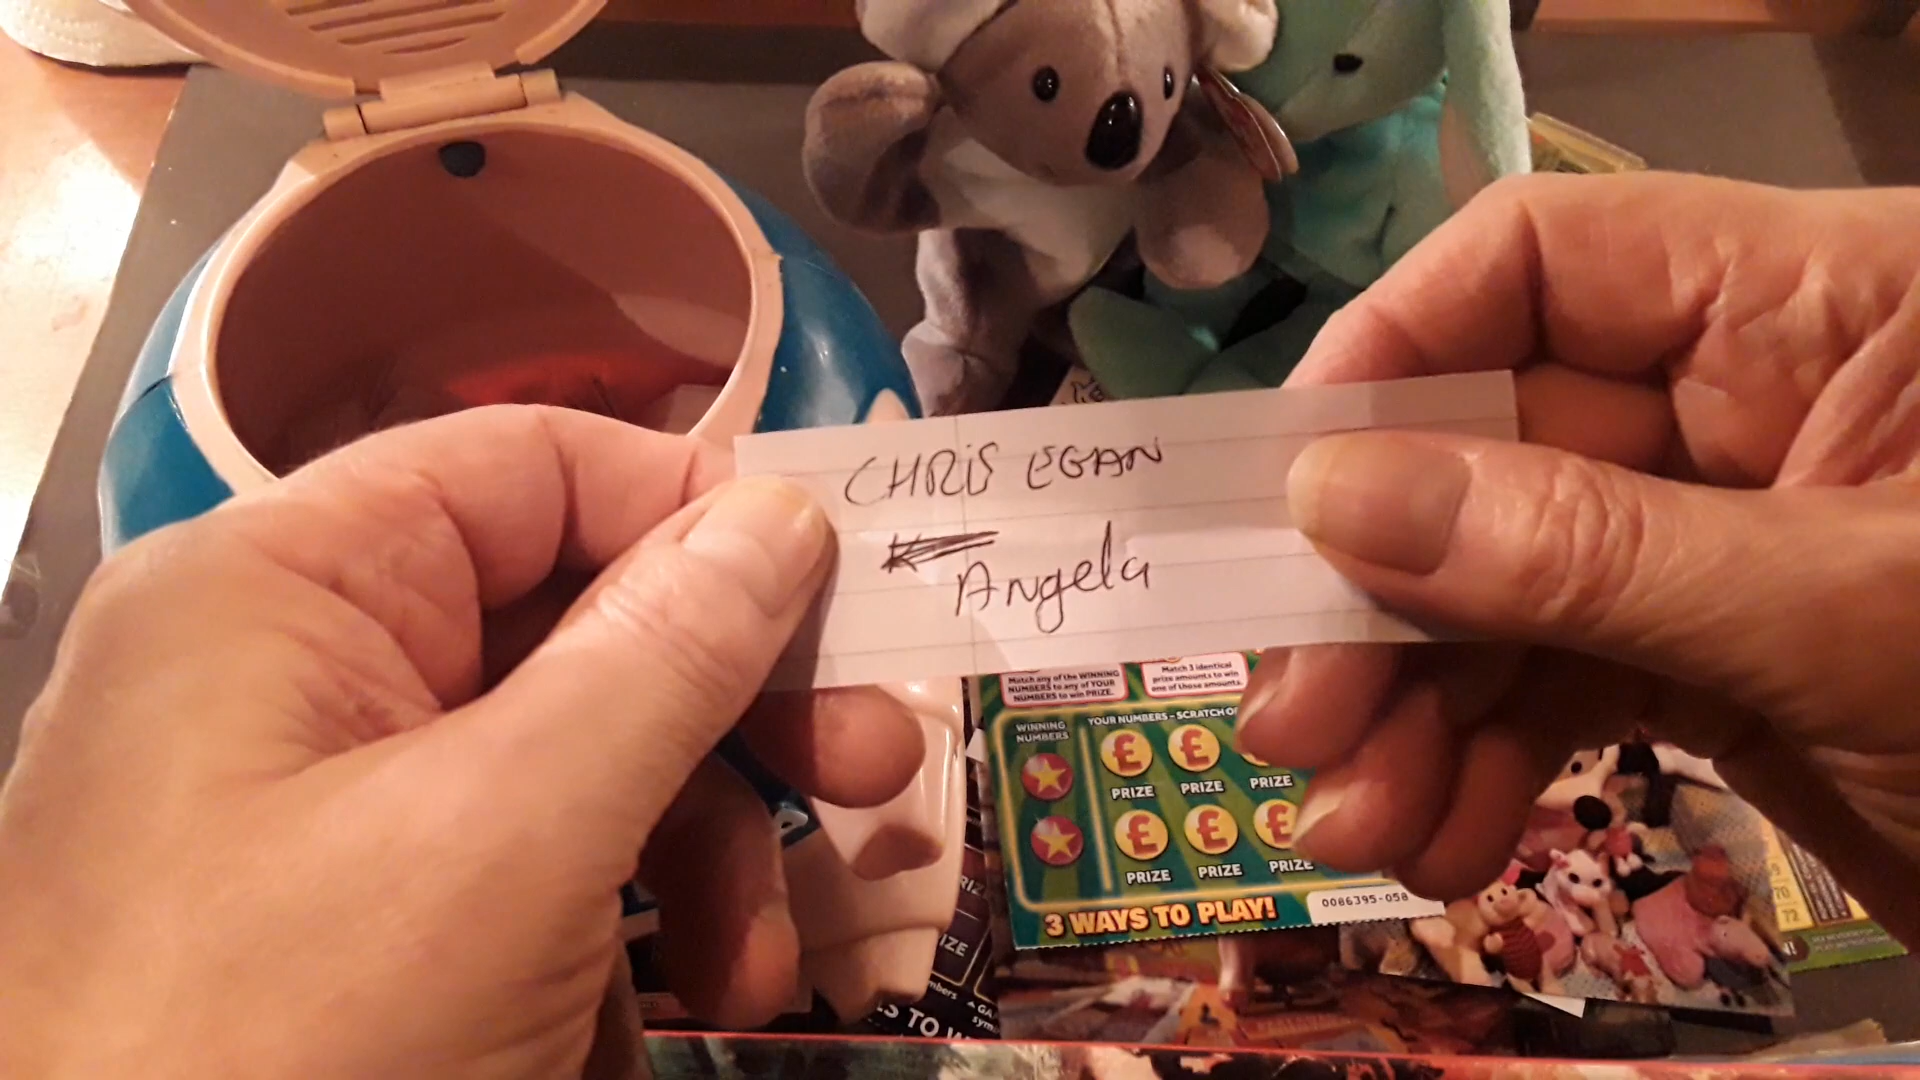 CHRIS EGAN
Angela
Match any of the WINNING
NUMBERS to any of YOUR
NUMBERS to win PRIZE.
Match 3 identical
prize amounts to win
one of those amounts.
WINNING
NUMBERS
YOUR NUMBERS - SCRATCH
£ £
PRIZE PRIZE PRIZE
£ £ £
PRIZE PRIZE PRIZE
3 WAYS TO PLAY!
0086395-058
70
72